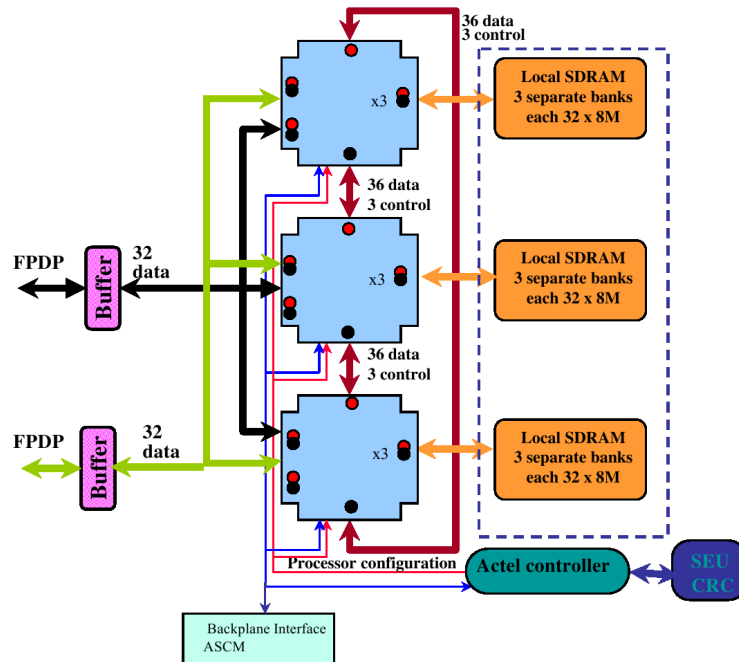 36 data
3 control
Local SDRAM
3 separate banks
each 32 x 8M
x3
36 data
3 control
FPDP
Buffer
32
data
x3
Local SDRAM
3 separate banks
each 32 x 8M
36 data
3 control
FPDP
Buffer
32
data
x3
Local SDRAM
3 separate banks
each 32 x 8M
Processor configuration
Actel controller
SEU
CRC
Backplane Interface
ASCM